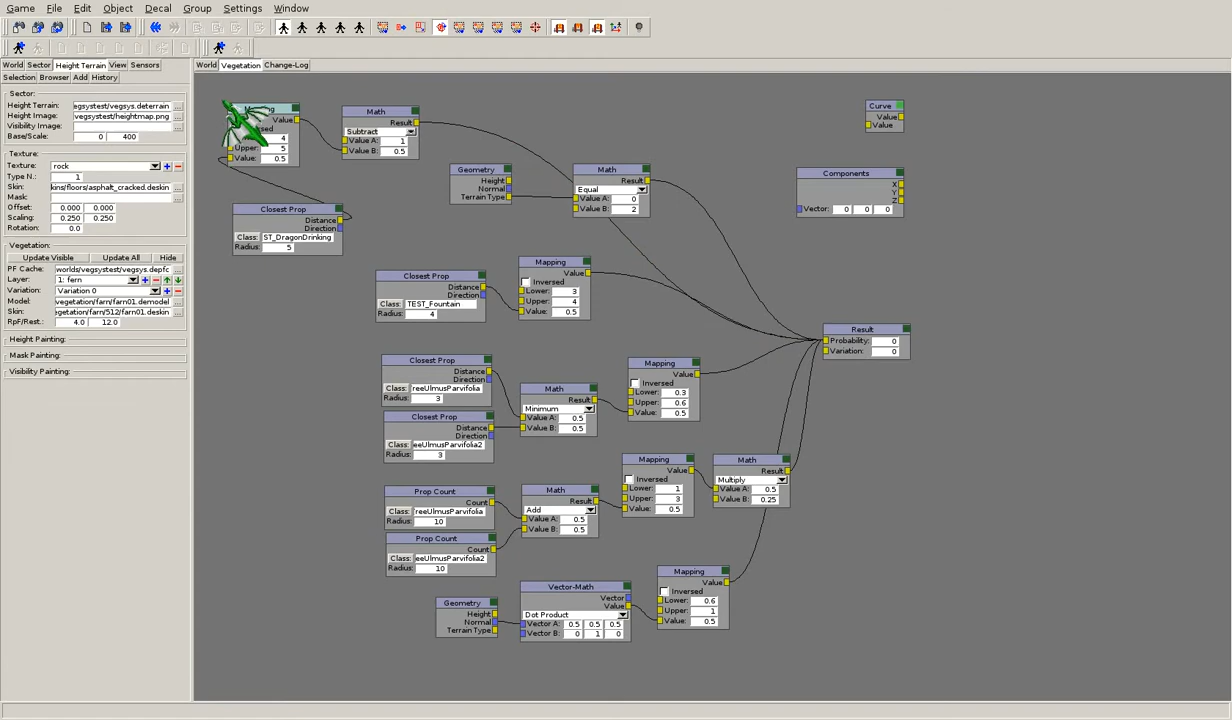 Game File Edit Object Decal Group Settings Window
World Sector Height Terrain View Sensors
Selection Browser Add History
Sector:
Height Terrain: egsystest/vegsys.deterrain ...
Height Image: vegsystest/heightmap.png ...
Visibility Image: ...
Base/Scale: 0 400
Texture:
Texture: rock + −
Type N.: 1
Skin: kins/floors/asphalt_cracked.deskin ...
Mask: ...
Offset: 0.000 0.000
Scaling: 0.250 0.250
Rotation: 0.0
Vegetation:
Update Visible Update All Hide
PF Cache: worlds/vegsystest/vegsys.depfc ...
Layer: 1: fern
Variation: Variation 0
Model: vegetation/farn/farn01.demodel
Skin: egetation/farn/512/farn01.deskin ...
RpF/Rest.: 4.0 12.0
Height Painting:
Mask Painting:
Visibility Painting:
World Vegetation Change-Log
Value
4
Upper: 5
Value: 0.5
Math
Result
Subtract
Value A: 1
Value B: 0.5
Closest Prop
Distance
Direction
Class: ST_DragonDrinking
Radius: 5
Geometry
Height
Normal
Terrain Type
Math
Result
Equal
Value A: 0
Value B: 2
Curve
Value
Value
Components
X
Y
Z
Vector: 0 0 0
Closest Prop
Distance
Direction
Class: TEST_Fountain
Radius: 4
Mapping
Value
Inversed
Lower: 3
Upper: 4
Value: 0.5
Result
Probability: 0
Variation: 0
Closest Prop
Distance
Direction
Class: reeUlmusParvifolia
Radius: 3
Closest Prop
Distance
Direction
Class: eeUlmusParvifolia2
Radius: 3
Math
Result
Minimum
Value A: 0.5
Value B: 0.5
Mapping
Value
Inversed
Lower: 0.3
Upper: 0.6
Value: 0.5
Prop Count
Count
Class: reeUlmusParvifolia
Radius: 10
Prop Count
Count
Class: eeUlmusParvifolia2
Radius: 10
Math
Result
Add
Value A: 0.5
Value B: 0.5
Mapping
Value
Inversed
Lower: 1
Upper: 3
Value: 0.5
Math
Result
Multiply
Value A: 0.5
Value B: 0.25
Geometry
Height
Normal
Terrain Type
Vector-Math
Vector
Value
Dot Product
Vector A: 0.5 0.5 0.5
Vector B: 0 1 0
Mapping
Value
Inversed
Lower: 0.6
Upper: 1
Value: 0.5